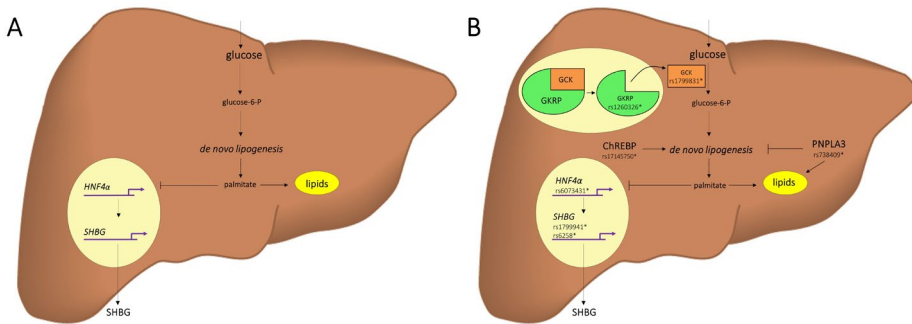 A
glucose
glucose-6-P
de novo lipogenesis
palmitate
lipids
HNF4α
SHBG
SHBG
B
glucose
GCK
GKRP
GKRP
rs1260326*
GCK
rs1799831*
glucose-6-P
ChREBP
rs17145750*
de novo lipogenesis
PNPLA3
rs738409*
palmitate
lipids
HNF4α
rs6073431*
SHBG
rs1799941*
rs6258*
SHBG